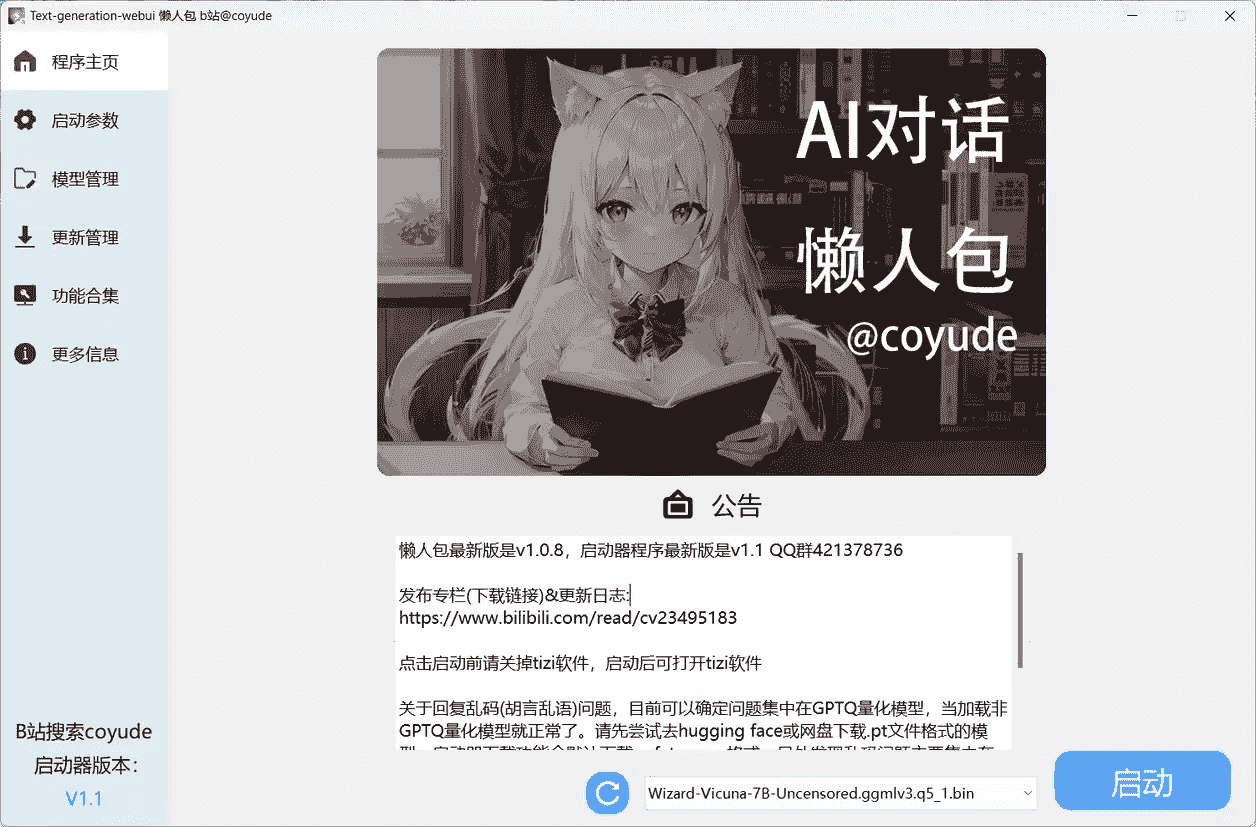 Text-generation-webui 懒人包 b站@coyude
程序主页
启动参数
模型管理
更新管理
功能合集
更多信息
B站搜索coyude
启动器版本：
V1.1
AI对话
懒人包
@coyude
公告
懒人包最新版是v1.0.8，启动器程序最新版是v1.1 QQ群421378736
发布专栏(下载链接)&更新日志:
https://www.bilibili.com/read/cv23495183
点击启动前请关掉tizi软件，启动后可打开tizi软件
关于回复乱码(胡言乱语)问题，目前可以确定问题集中在GPTQ量化模型，当加载非
GPTQ量化模型就正常了。请先尝试去hugging face或网盘下载.pt文件格式的模
Wizard-Vicuna-7B-Uncensored.ggmlv3.q5_1.bin
启动